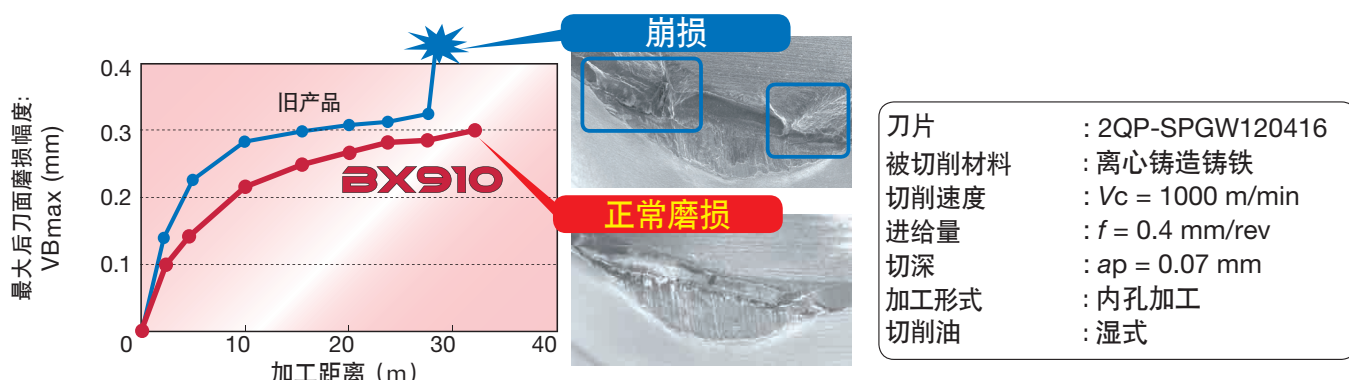 崩损
0.4
0.3
0.2
0.1
0
10
20
30
40
最大后刀面磨损幅度:
VBmax (mm)
旧产品
BX910
正常磨损
加工距离（m）
刀片 : 2QP-SPGW120416
被切削材料 : 离心铸造铸铁
切削速度 : Vc = 1000 m/min
进给量 : f = 0.4 mm/rev
切深 : ap = 0.07 mm
加工形式 : 内孔加工
切削油 : 湿式